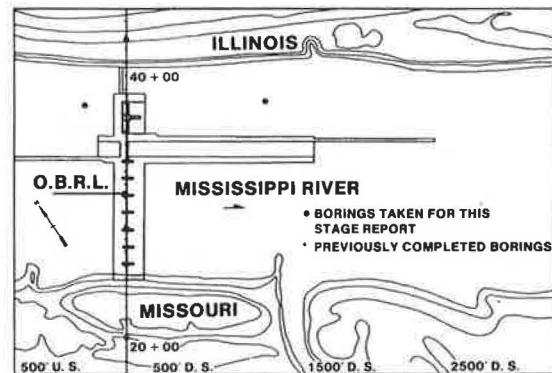 ILLINOIS
40 + 00
O.B.R.L.
MISSISSIPPI RIVER
• BORINGS TAKEN FOR THIS
STAGE REPORT
• PREVIOUSLY COMPLETED BORINGS
MISSOURI
20 + 00
500' U.S. 500' D.S. 1500' D.S. 2500' D.S.